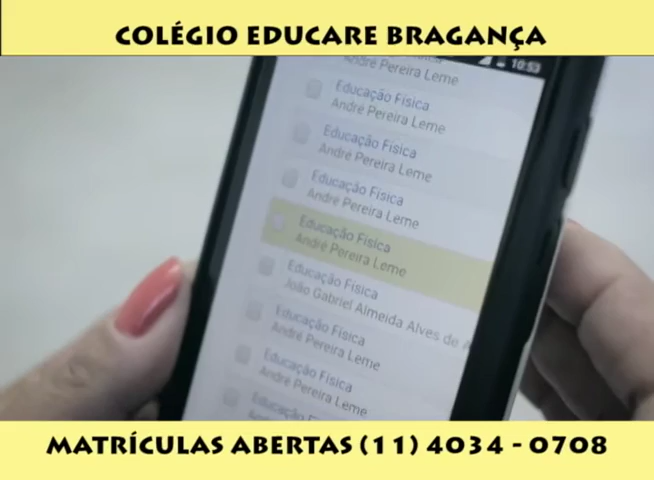 COLÉGIO EDUCARE BRAGANÇA
10:53
André Pereira Leme
Educação Física
André Pereira Leme
Educação Física
André Pereira Leme
Educação Física
André Pereira Leme
Educação Física
André Pereira Leme
Educação Física
João Gabriel Almeida Alves de A
Educação Física
André Pereira Leme
Educação Física
André Pereira Leme
Educação F
MATRÍCULAS ABERTAS (11) 4034 - 0708